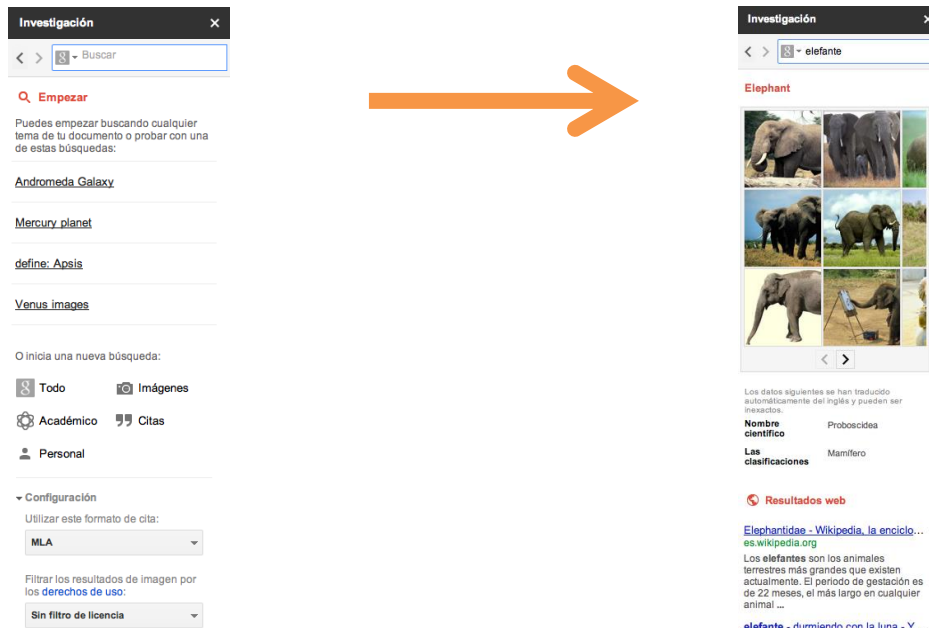 Investigación ×
Buscar
Empezar
Puedes empezar buscando cualquier
tema de tu documento o probar con una
de estas búsquedas:
Andromeda Galaxy
Mercury planet
define: Apsis
Venus images
O inicia una nueva búsqueda:
Todo
Imágenes
Académico
Citas
Personal
Configuración
Utilizar este formato de cita:
MLA
Filtrar los resultados de imagen por
los derechos de uso:
Sin filtro de licencia
Investigación
elefante
Elephant
Los datos siguientes se han traducido
automáticamente del inglés y pueden ser
inexactos.
Nombre
científico
Proboscidea
Las
clasificaciones
Mamífero
Resultados web
Elephantidae - Wikipedia, la enciclo...
es.wikipedia.org
Los elefantes son los animales
terrestres más grandes que existen
actualmente. El periodo de gestación es
de 22 meses, el más largo en cualquier
animal ...
elefante - durmiendo con la luna - Y...